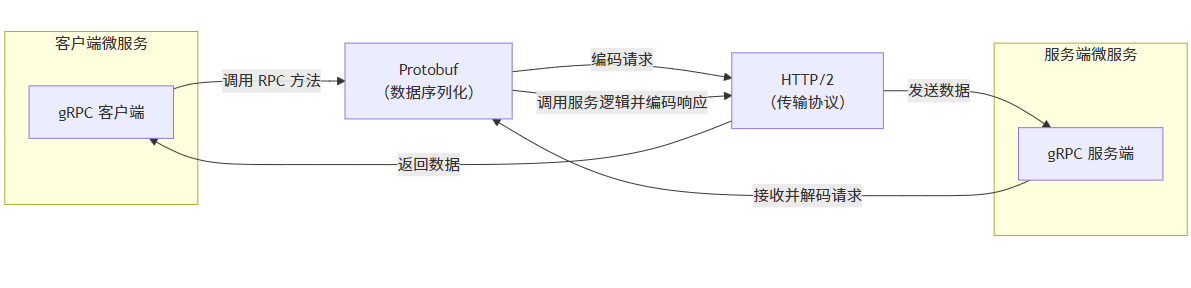 客户端微服务
gRPC 客户端
调用 RPC 方法
Protobuf
（数据序列化）
编码请求
调用服务逻辑并编码响应
HTTP/2
（传输协议）
发送数据
服务端微服务
gRPC 服务端
返回数据
接收并解码请求